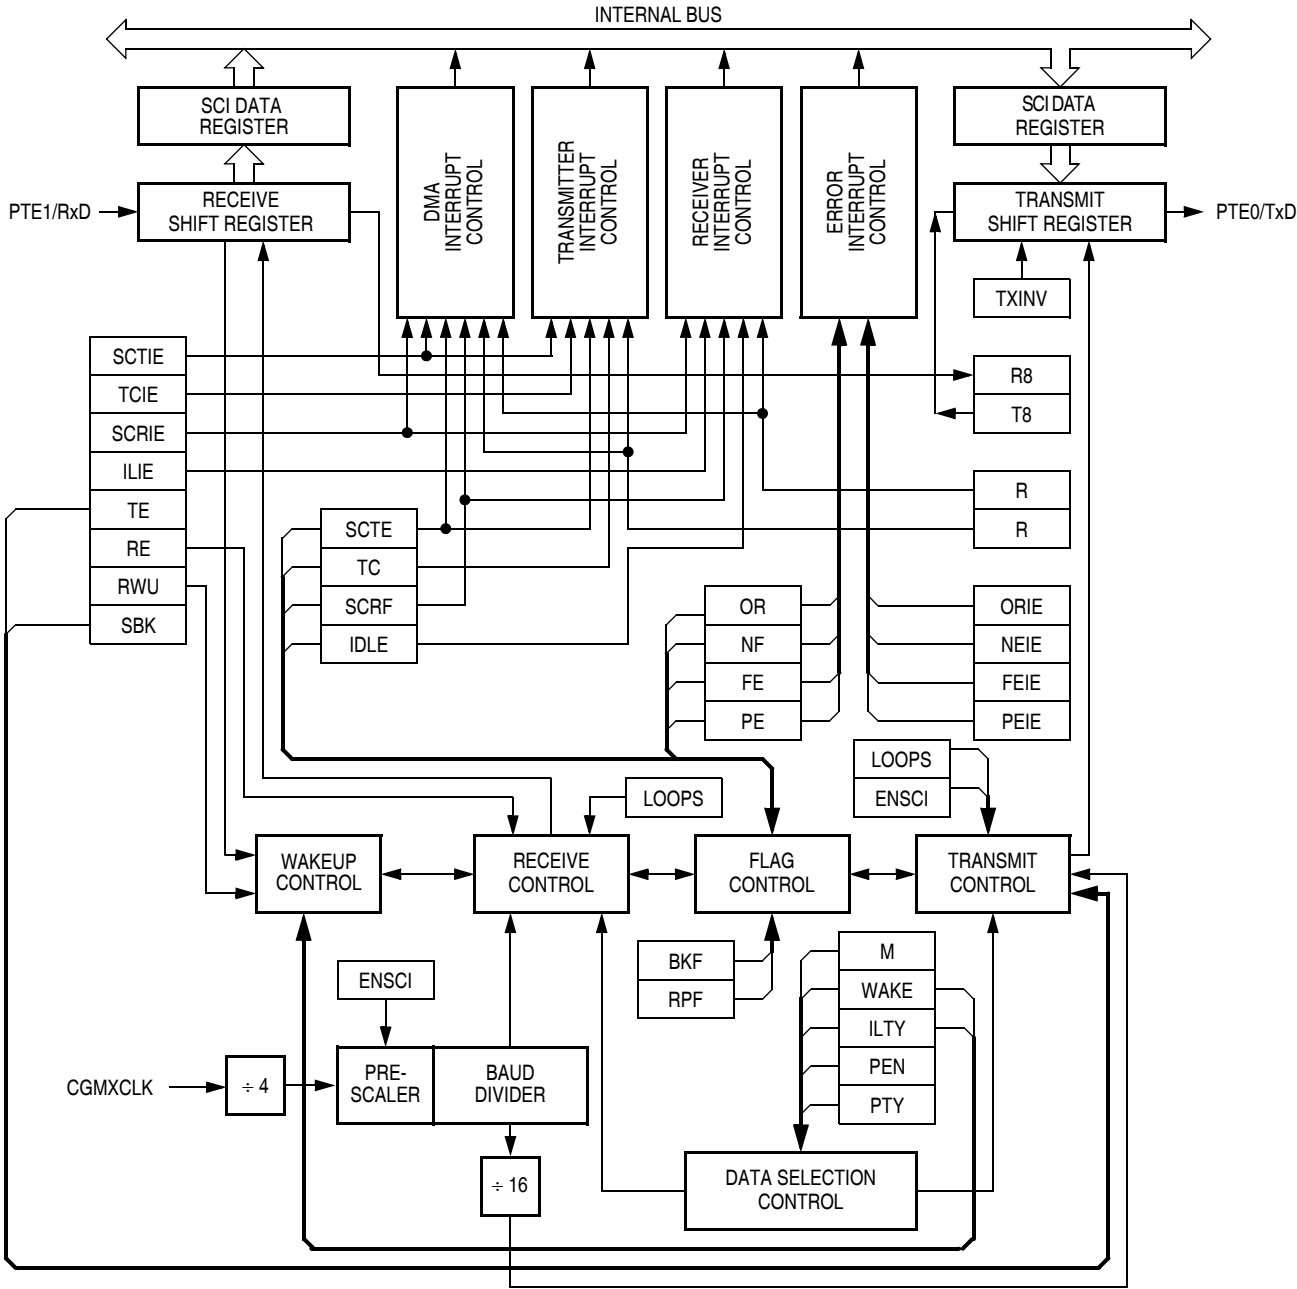 INTERNAL BUS
SCI DATA
REGISTER
SCI DATA
REGISTER
DMA
INTERRUPT
CONTROL
TRANSMITTER
INTERRUPT
CONTROL
RECEIVER
INTERRUPT
CONTROL
ERROR
INTERRUPT
CONTROL
PTE1/RxD
RECEIVE
SHIFT REGISTER
TRANSMIT
SHIFT REGISTER
PTE0/TxD
TXINV
SCTIE
TCIE
SCRIE
ILIE
TE
RE
RWU
SBK
R8
T8
R
R
SCTE
TC
SCRF
IDLE
OR
NF
FE
PE
ORIE
NEIE
FEIE
PEIE
LOOPS
LOOPS
ENSCI
WAKEUP
CONTROL
RECEIVE
CONTROL
FLAG
CONTROL
TRANSMIT
CONTROL
BKF
RPF
M
WAKE
ILTY
PEN
PTY
ENSCI
CGMXCLK
÷ 4
PRE-
SCALER
BAUD
DIVIDER
÷ 16
DATA SELECTION
CONTROL